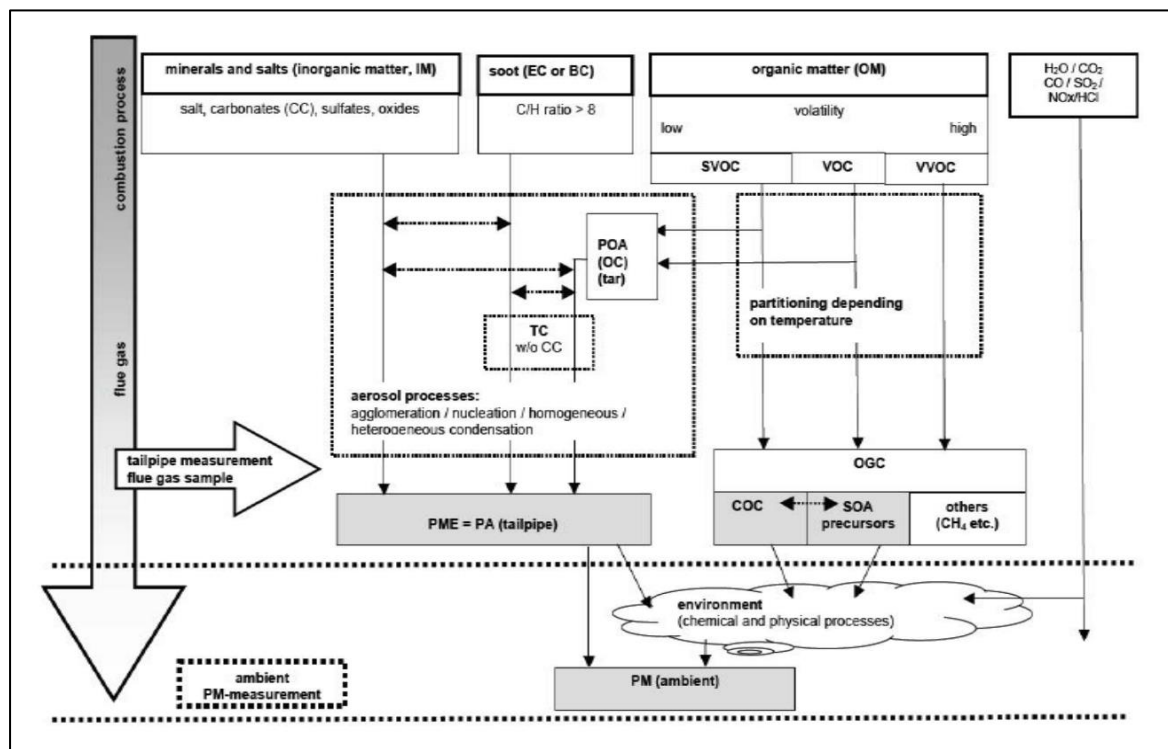 minerals and salts (inorganic matter, IM)
salt, carbonates (CC), sulfates, oxides
soot (EC or BC)
C/H ratio > 8
organic matter (OM)
volatility
low
high
SVOC
VOC
VVOC
H₂O / CO₂
CO / SO₂ /
NOx/HCl
combustion process
flue gas
POA
(OC)
(tar)
partitioning depending
on temperature
TC
w/o CC
aerosol processes:
agglomeration / nucleation / homogeneous /
heterogeneous condensation
tailpipe measurement
flue gas sample
OGC
COC
SOA
precursors
others
(CH₄ etc.)
PME = PA (tailpipe)
environment
(chemical and physical processes)
ambient
PM-measurement
PM (ambient)